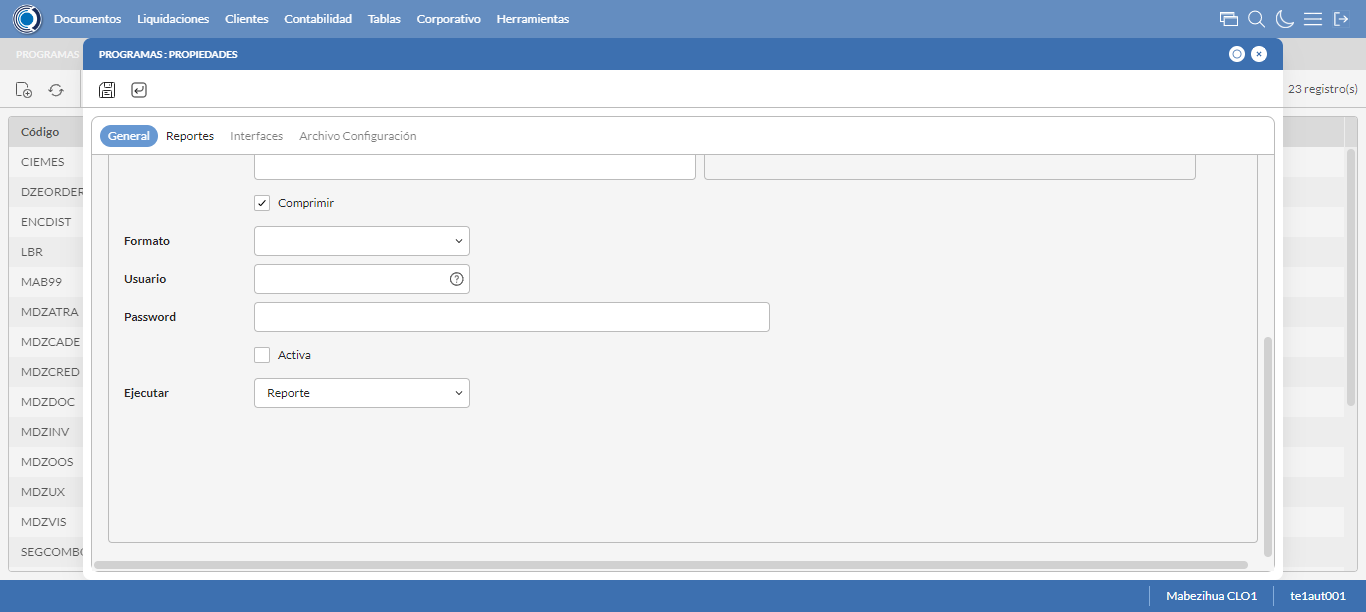 Documentos Liquidaciones Clientes Contabilidad Tablas Corporativo Herramientas
PROGRAMAS
PROGRAMAS : PROPIEDADES
23 registro(s)
General Reportes Interfaces Archivo Configuración
Código
CIEMES
DZEORDER
ENCDIST
LBR
MAB99
MDZATRA
MDZCADE
MDZCRED
MDZDOC
MDZINV
MDZOOS
MDZUX
MDZVIS
SEGCOMBO
Comprimir
Formato
Usuario
Password
Activa
Ejecutar Reporte
Mabezihua CLO1 te1aut001